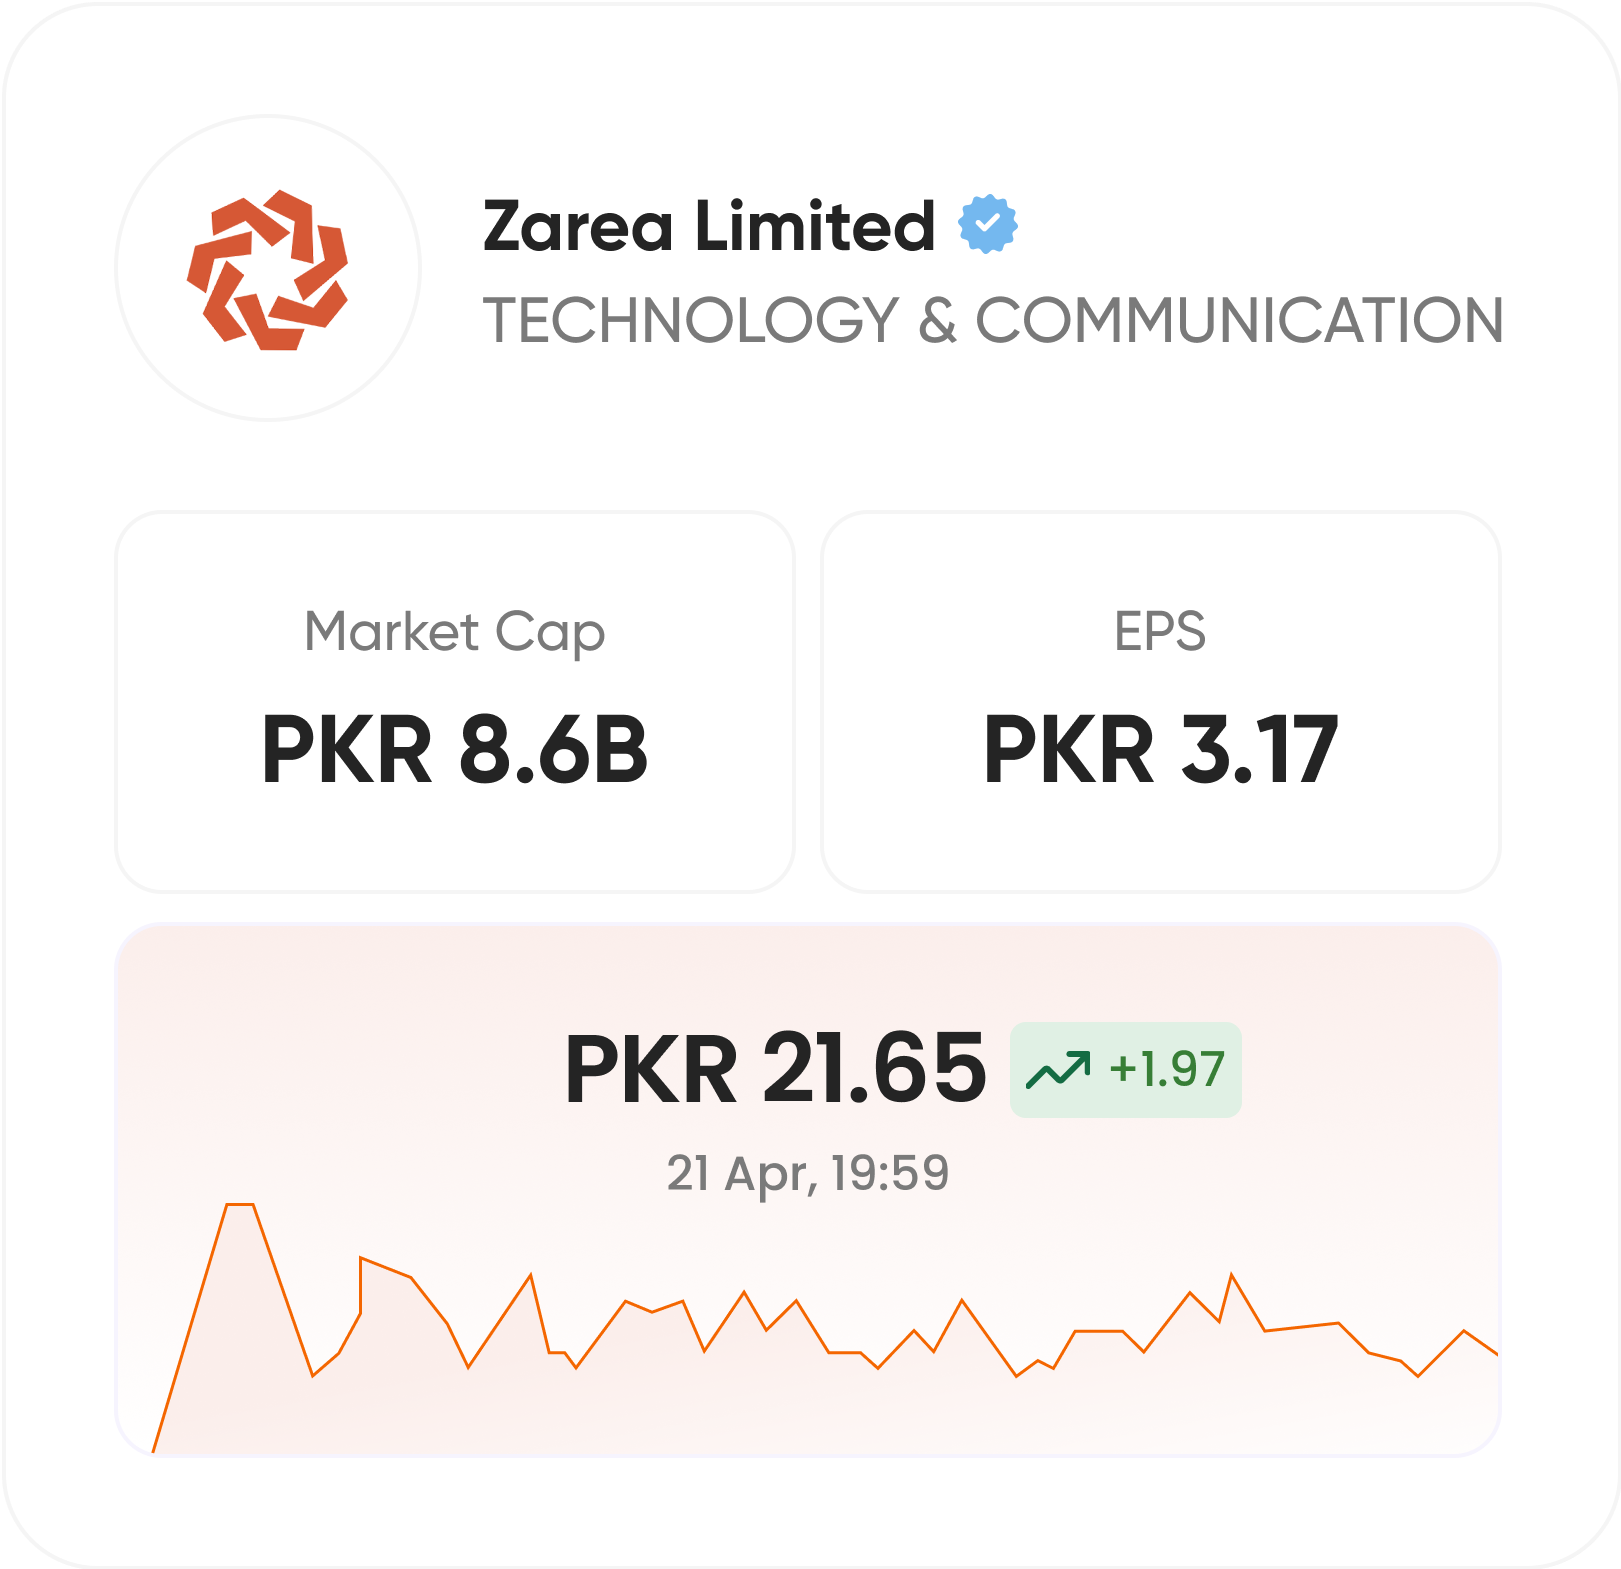 Zarea Limited
TECHNOLOGY & COMMUNICATION
Market Cap
PKR 8.6B
EPS
PKR 3.17
PKR 21.65 +1.97
21 Apr, 19:59